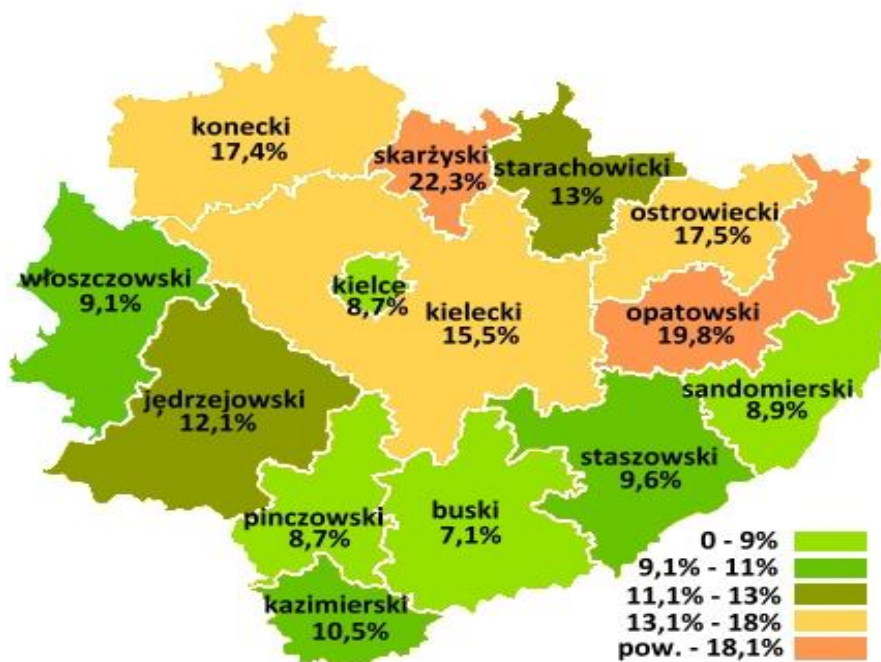 konecki
17,4%
skarżyski
22,3%
starachowicki
13%
ostrowiecki
17,5%
włoszczowski
9,1%
kielce
8,7%
kielecki
15,5%
opatowski
19,8%
jędrzejowski
12,1%
sandomierski
8,9%
staszowski
9,6%
pinczowski
8,7%
buski
7,1%
kazimierski
10,5%
0 - 9%
9,1% - 11%
11,1% - 13%
13,1% - 18%
pow. - 18,1%